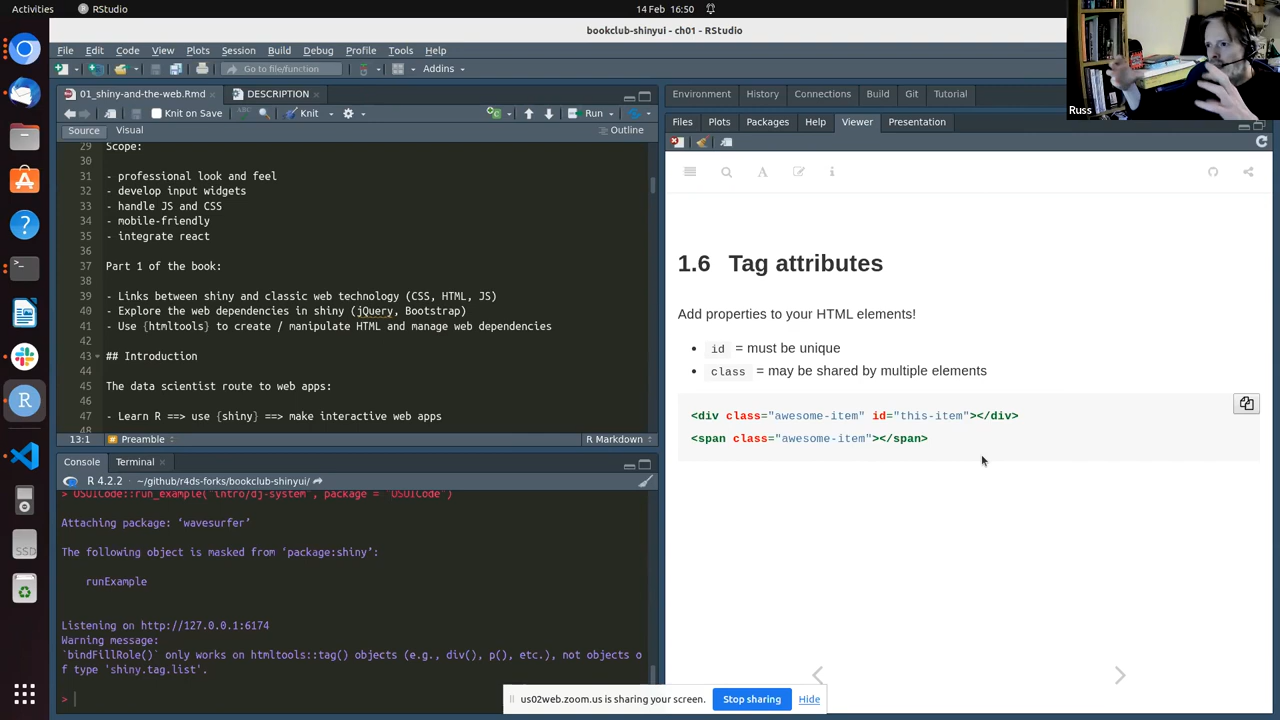 Activities
RStudio
14 Feb 16:50
bookclub-shinyui - ch01 - RStudio
File Edit Code View Plots Session Build Debug Profile Tools Help
Go to file/function
Addins
01_shiny-and-the-web.Rmd
DESCRIPTION
Knit on Save
Knit
Run
Source
Visual
Outline
29 Scope:
30
31 - professional look and feel
32 - develop input widgets
33 - handle JS and CSS
34 - mobile-friendly
35 - integrate react
36
37 Part 1 of the book:
38
39 - Links between shiny and classic web technology (CSS, HTML, JS)
40 - Explore the web dependencies in shiny (jQuery, Bootstrap)
41 - Use {htmltools} to create / manipulate HTML and manage web dependencies
42
43 ## Introduction
44
45 The data scientist route to web apps:
46
47 - Learn R ==> use {shiny} ==> make interactive web apps
48
13:1
Preamble
R Markdown
Console
Terminal
R 4.2.2 · ~/github/r4ds-forks/bookclub-shinyui/
> OSUICode::run_example("intro/dj-system", package = "OSUICode")
Attaching package: ‘wavesurfer’
The following object is masked from ‘package:shiny’:
runExample
Listening on http://127.0.0.1:6174
Warning message:
`bindFillRole()` only works on htmltools::tag() objects (e.g., div(), p(), etc.), not objects o
f type 'shiny.tag.list'.
>
Environment History Connections Build Git Tutorial
Files Plots Packages Help Viewer Presentation
1.6 Tag attributes
Add properties to your HTML elements!
• id = must be unique
• class = may be shared by multiple elements
<div class="awesome-item" id="this-item"></div>
<span class="awesome-item"></span>
Russ
us02web.zoom.us is sharing your screen.
Stop sharing
Hide
SSD